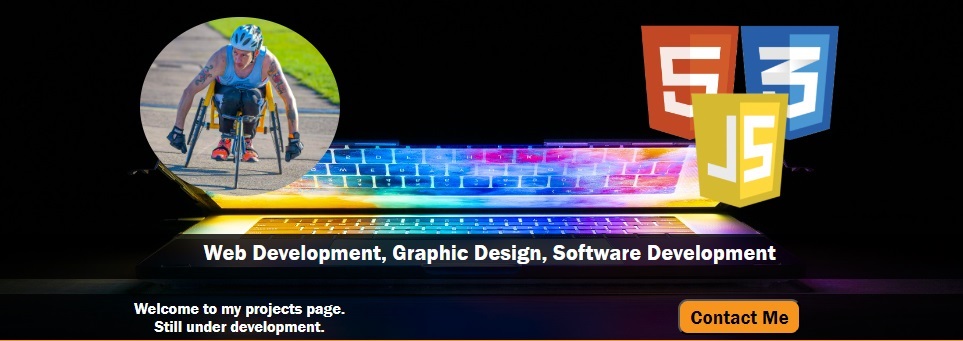 5 3
JS
Web Development, Graphic Design, Software Development
Welcome to my projects page.
Still under development.
Contact Me